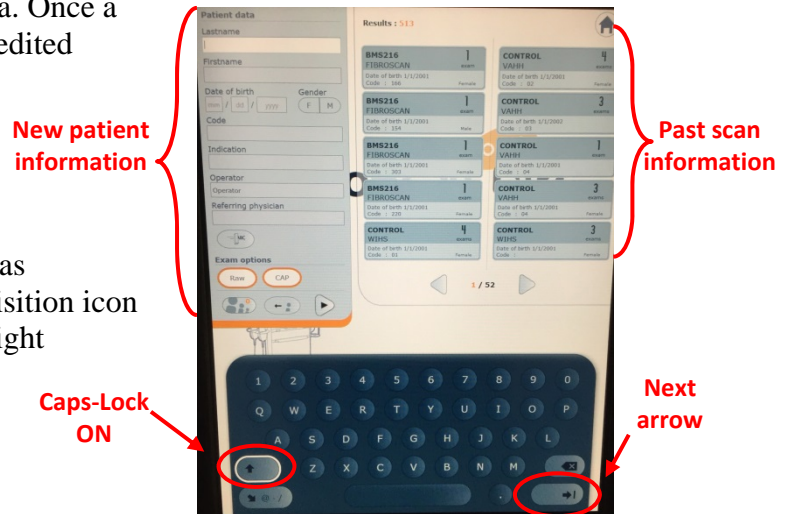 a. Once a
edited
as
isition icon
ight
New patient
information
Caps-Lock
ON
Past scan
information
Next
arrow
Patient data
Lastname
Firstname
Date of birth Gender
mm / dd / yyyy F M
Code
Indication
Operator
Operator
Referring physician
Exam options
Raw CAP
Results : 513
BMS216 1
FIBROSCAN exam
Date of birth 1/1/2001
Code : 166 Female
CONTROL 4
VAHH exams
Date of birth 1/1/2001
Code : 02 Female
BMS216 1
FIBROSCAN exam
Date of birth 1/1/2001
Code : 154 Male
CONTROL 3
VAHH exams
Date of birth 1/1/2002
Code : 03
BMS216 1
FIBROSCAN exam
Date of birth 1/1/2001
Code : 303 Female
CONTROL 1
VAHH exam
Date of birth 1/1/2001
Code : 04
BMS216 1
FIBROSCAN exam
Date of birth 1/1/2001
Code : 220 Female
CONTROL 3
VAHH exams
Date of birth 1/1/2001
Code : 04 Female
CONTROL 4
WIHS exams
Date of birth 1/1/2001
Code : 01 Female
CONTROL 3
WIHS exams
Date of birth 1/1/2001
Code : Female
1 / 52
1 2 3 4 5 6 7 8 9 0
Q W E R T Y U I O P
A S D F G H J K L
Z X C V B N M
@ - /
.